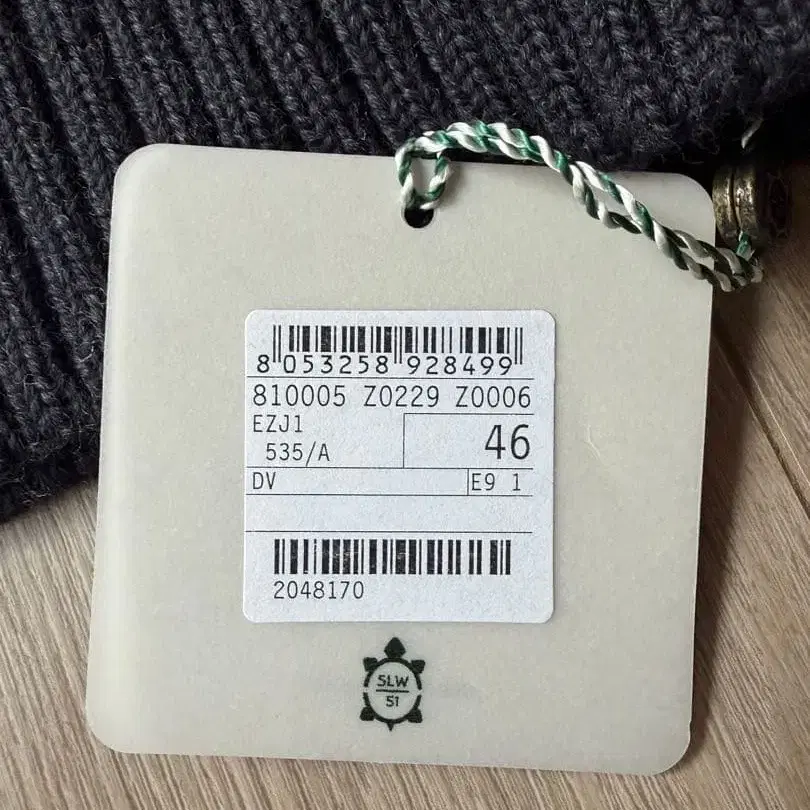 8 053258 928499
810005 Z0229 Z0006
EZJ1
535/A
46
DV
E9 1
2048170
SLW
51